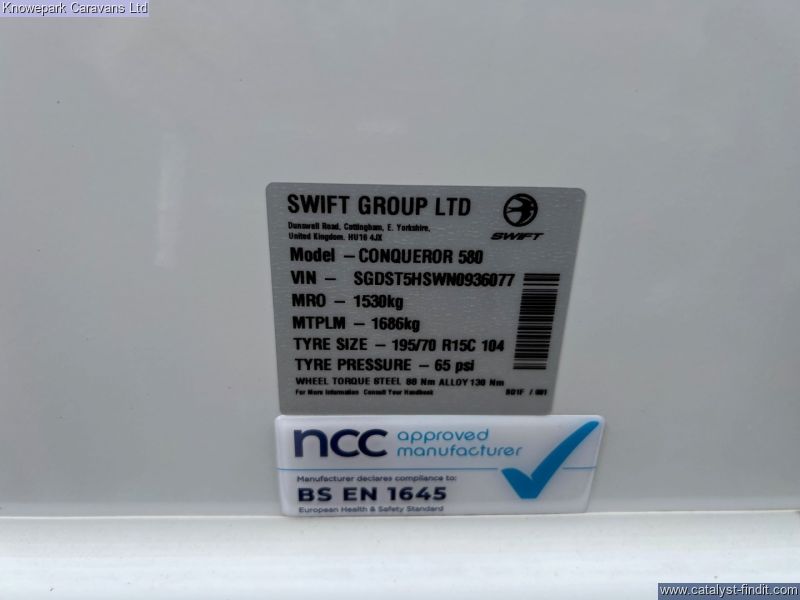 Knowepark Caravans Ltd
SWIFT GROUP LTD
Dunswell Road, Cottingham, E. Yorkshire,
United Kingdom. HU16 4JX
SWIFT
Model – CONQUEROR 580
VIN – SGDST5HSWN0936077
MRO – 1530kg
MTPLM – 1686kg
TYRE SIZE – 195/70 R15C 104
TYRE PRESSURE – 65 psi
WHEEL TORQUE STEEL 88 Nm ALLOY 130 Nm
For More Information Consult Your Handbook
/ 001
ncc approved
manufacturer
Manufacturer declares compliance to:
BS EN 1645
European Health & Safety Standard
www.catalyst-findit.com